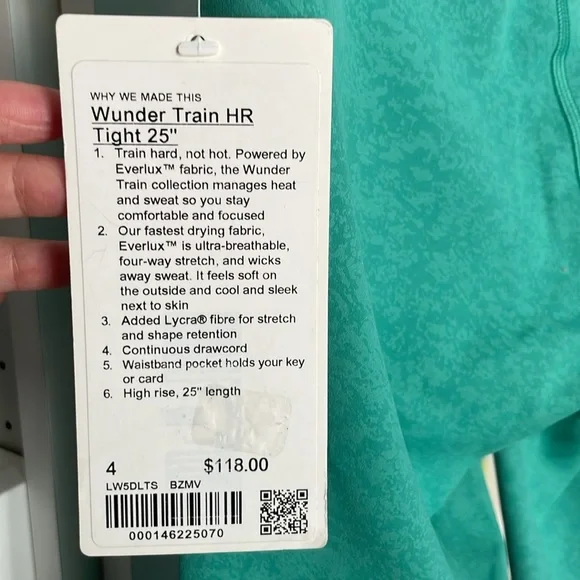 WHY WE MADE THIS
Wunder Train HR
Tight 25"
1. Train hard, not hot. Powered by
Everlux™ fabric, the Wunder
Train collection manages heat
and sweat so you stay
comfortable and focused
2. Our fastest drying fabric,
Everlux™ is ultra-breathable,
four-way stretch, and wicks
away sweat. It feels soft on
the outside and cool and sleek
next to skin
3. Added Lycra® fibre for stretch
and shape retention
4. Continuous drawcord
5. Waistband pocket holds your key
or card
6. High rise, 25" length
4 $118.00
LW5DLTS BZMV
000146225070